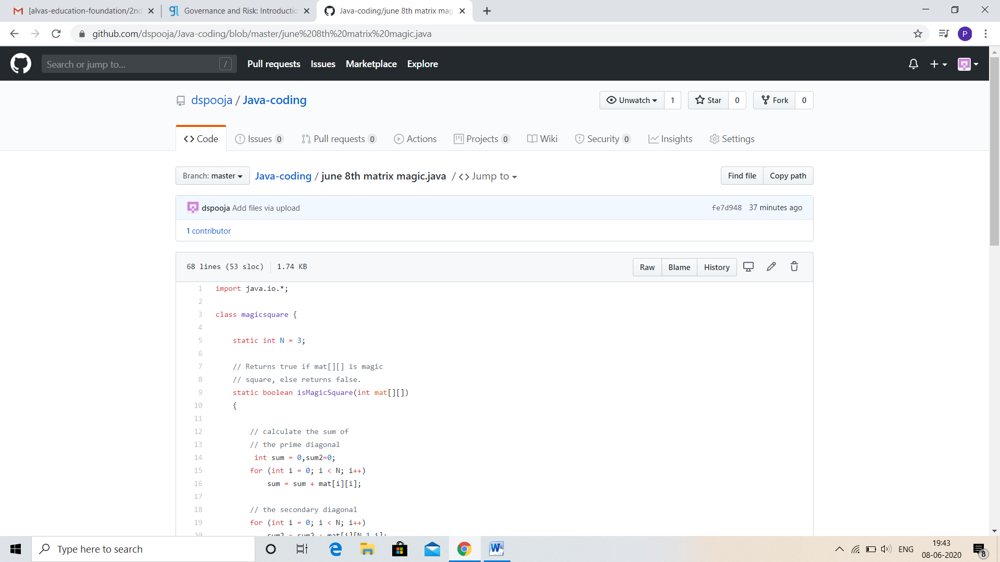 [alvas-education-foundation/2nd
Governance and Risk: Introductio
Java-coding/june 8th matrix mag
github.com/dspooja/Java-coding/blob/master/june%208th%20matrix%20magic.java
P
Search or jump to...
/
Pull requests
Issues
Marketplace
Explore
dspooja / Java-coding
Unwatch 1
Star 0
Fork 0
Code
Issues 0
Pull requests 0
Actions
Projects 0
Wiki
Security 0
Insights
Settings
Branch: master
Java-coding / june 8th matrix magic.java / <> Jump to
Find file
Copy path
dspooja Add files via upload
fe7d948 37 minutes ago
1 contributor
68 lines (53 sloc) 1.74 KB
Raw
Blame
History
1 import java.io.*;
2
3 class magicsquare {
4
5 static int N = 3;
6
7 // Returns true if mat[][] is magic
8 // square, else returns false.
9 static boolean isMagicSquare(int mat[][])
10 {
11
12 // calculate the sum of
13 // the prime diagonal
14 int sum = 0,sum2=0;
15 for (int i = 0; i < N; i++)
16 sum = sum + mat[i][i];
17
18 // the secondary diagonal
19 for (int i = 0; i < N; i++)
20 sum2 = sum2 + mat[i][N-1-i];
Type here to search
W
ENG
19:43
08-06-2020
8